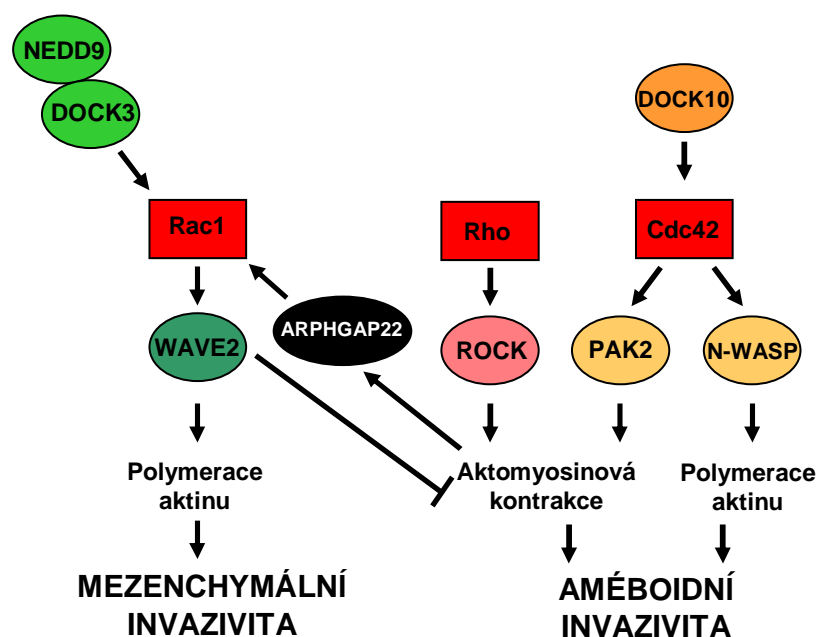 NEDD9
DOCK3
DOCK10
Rac1
Rho
Cdc42
WAVE2
ARPHGAP22
ROCK
PAK2
N-WASP
Polymerace
aktinu
Aktomyosinová
kontrakce
Polymerace
aktinu
MEZENCHYMÁLNÍ
INVAZIVITA
AMÉBOIDNÍ
INVAZIVITA